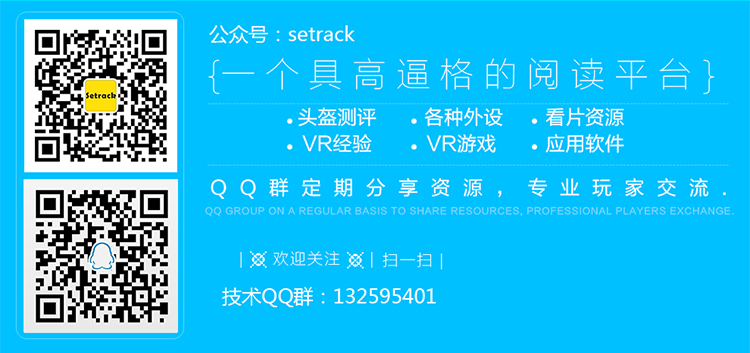 Setrack
公众号：setrack
{一个具高逼格的阅读平台}
• 头盔测评 • 各种外设 • 看片资源
• VR经验 • VR游戏 • 应用软件
QQ群定期分享资源，专业玩家交流.
QQ GROUP ON A REGULAR BASIS TO SHARE RESOURCES, PROFESSIONAL PLAYERS EXCHANGE.
| 欢迎关注 | 扫一扫 |
技术QQ群：132595401